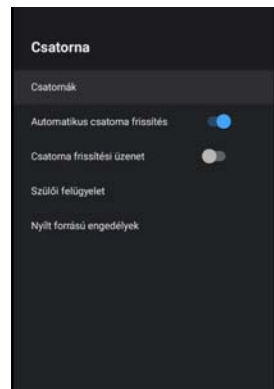 Csatorna
Csatornák
Automatikus csatorna frissítés
Csatorna frissítési üzenet
Szülői felügyelet
Nyílt forrású engedélyek